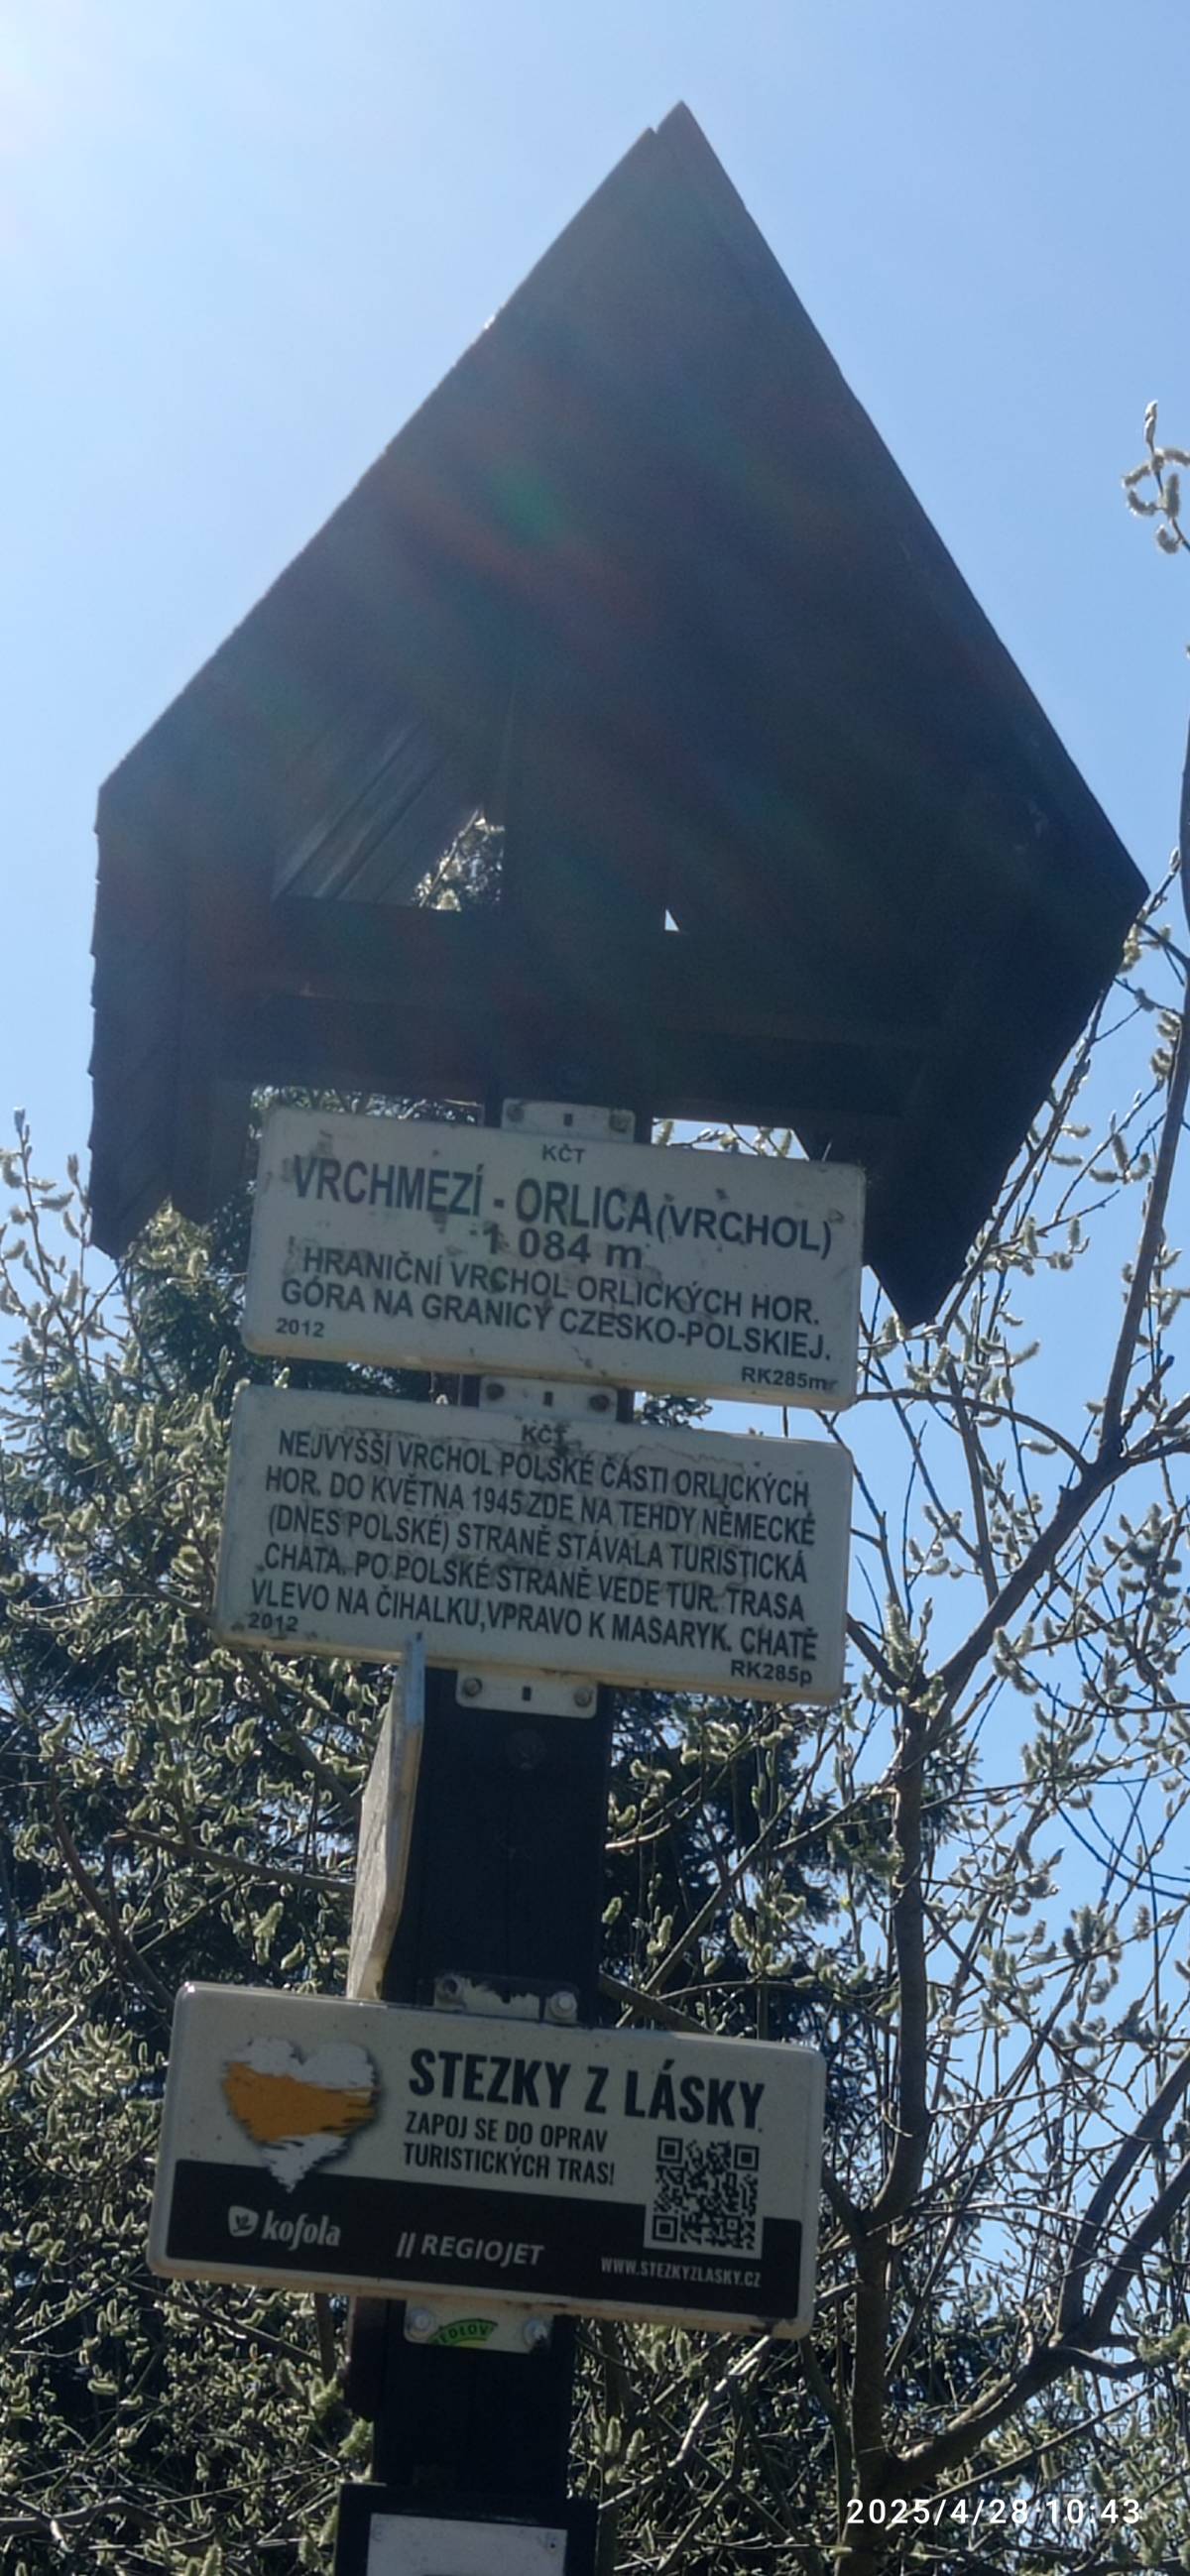 KČT
VRCHMEZÍ - ORLICA(VRCHOL)
1 084 m
HRANIČNÍ VRCHOL ORLICKÝCH HOR.
GÓRA NA GRANICY CZESKO-POLSKIEJ.
2012
RK285m
KČT
NEJVYŠŠÍ VRCHOL POLSKÉ ČÁSTI ORLICKÝCH
HOR. DO KVĚTNA 1945 ZDE NA TEHDY NĚMECKÉ
(DNES POLSKÉ) STRANĚ STÁVALA TURISTICKÁ
CHATA. PO POLSKÉ STRANĚ VEDE TUR. TRASA
VLEVO NA ČIHALKU,VPRAVO K MASARYK. CHATĚ
2012
RK285p
STEZKY Z LÁSKY
ZAPOJ SE DO OPRAV
TURISTICKÝCH TRAS!
kofola
REGIOJET
WWW.STEZKYZLASKY.CZ
2025/4/28 10:43